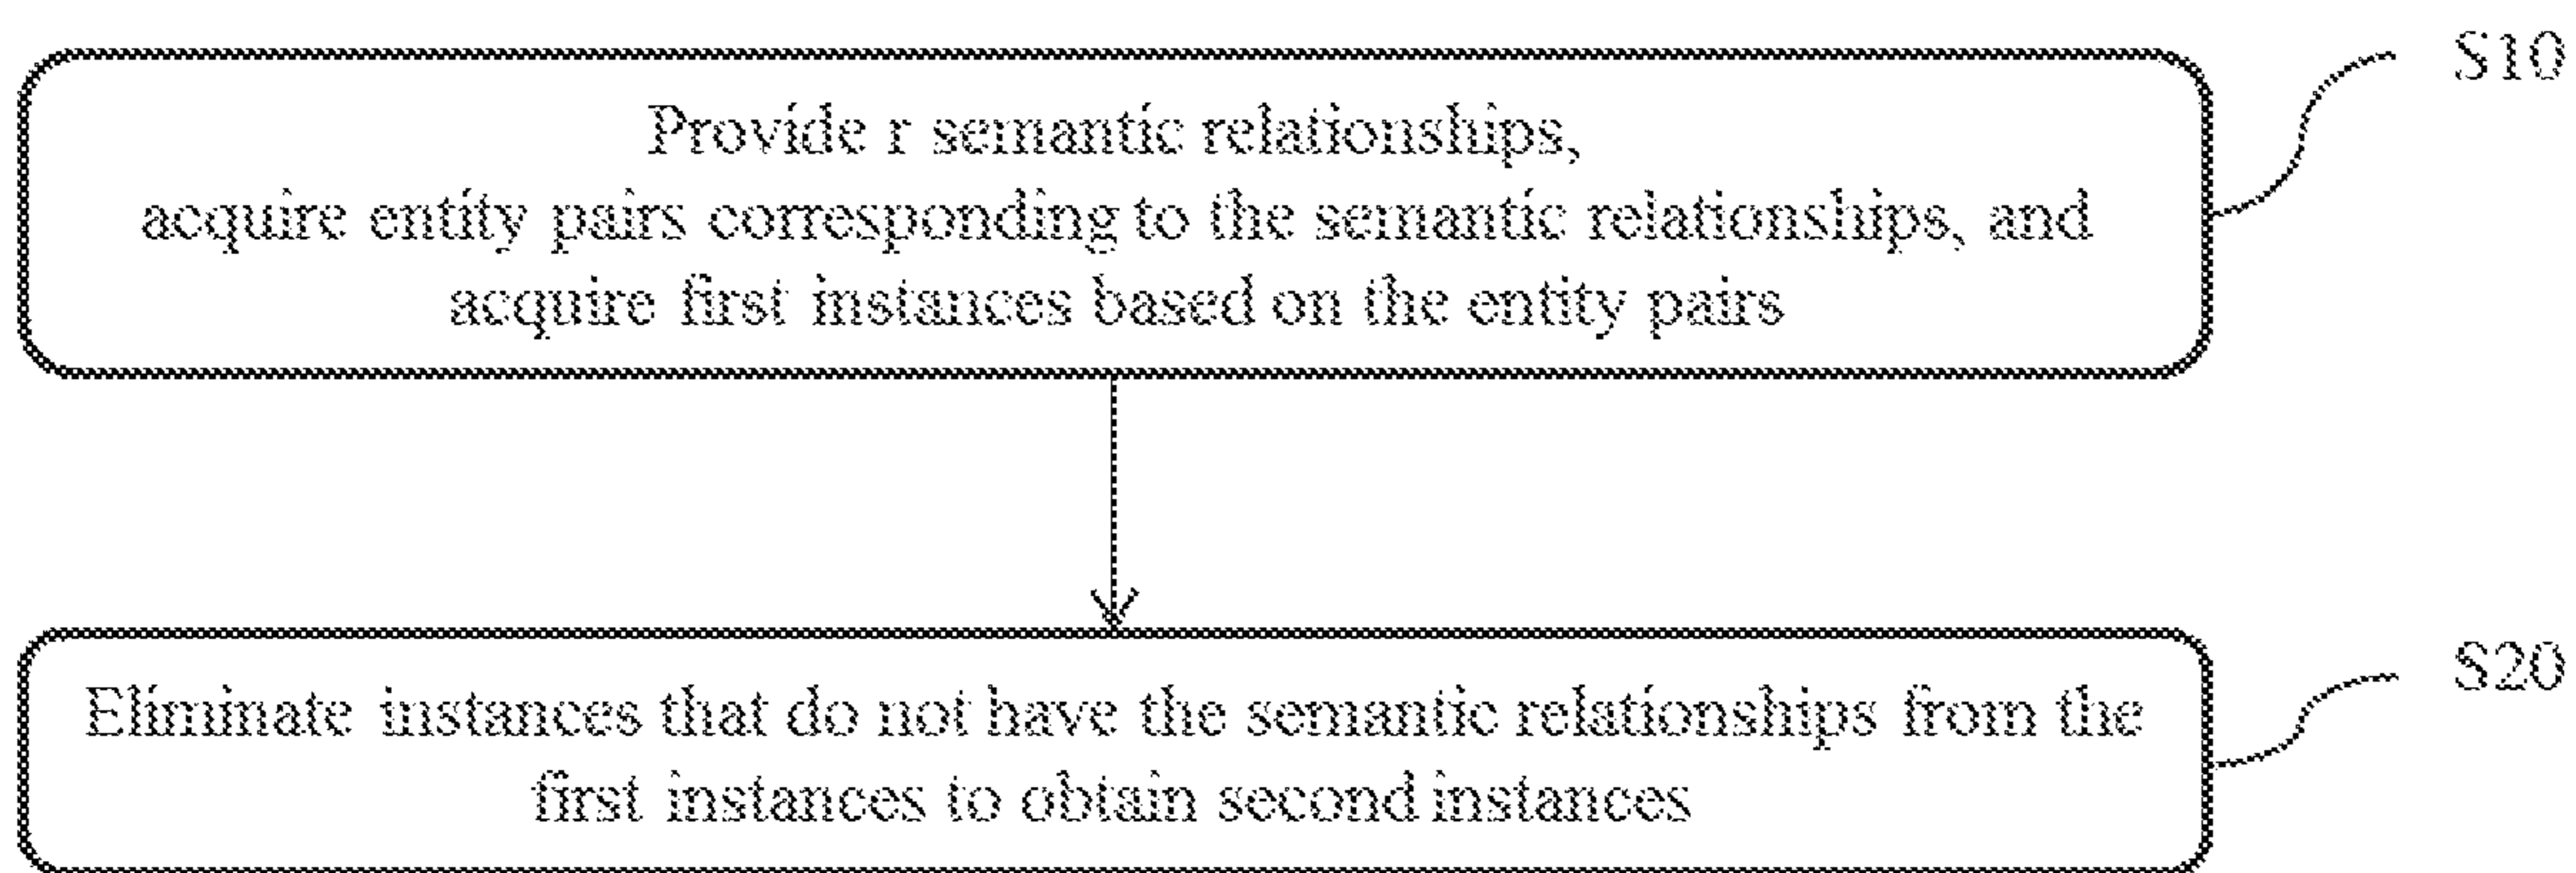 S10
Provide r semantic relationships,
acquire entity pairs corresponding to the semantic relationships, and
acquire first instances based on the entity pairs
S20
Eliminate instances that do not have the semantic relationships from the
first instances to obtain second instances